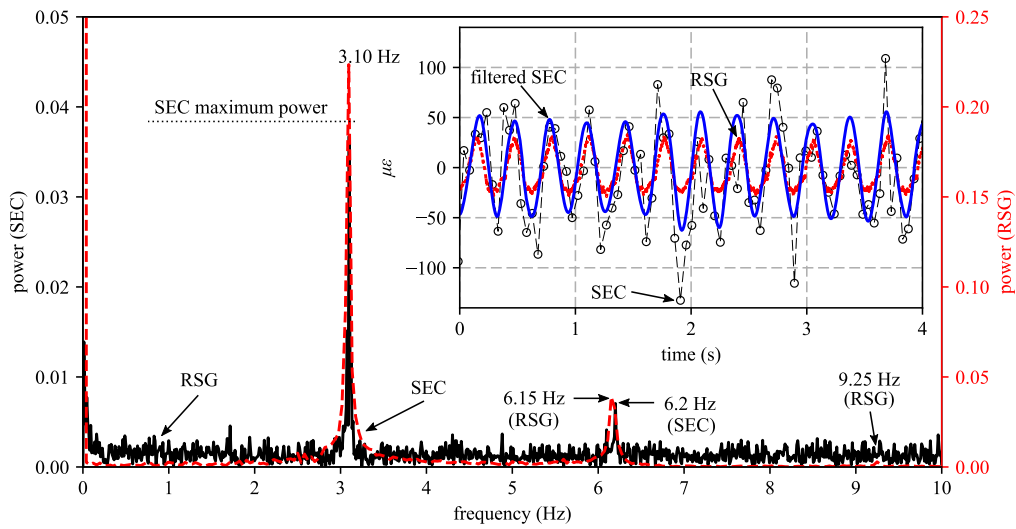 0.05
0.04
0.03
0.02
0.01
0.00
power (SEC)
0
1
2
3
4
5
6
7
8
9
10
frequency (Hz)
0.25
0.20
0.15
0.10
0.05
0.00
power (RSG)
3.10 Hz
SEC maximum power
RSG
SEC
6.15 Hz
(RSG)
6.2 Hz
(SEC)
9.25 Hz
(RSG)
100
50
0
−50
−100
με
0
1
2
3
4
time (s)
filtered SEC
RSG
SEC